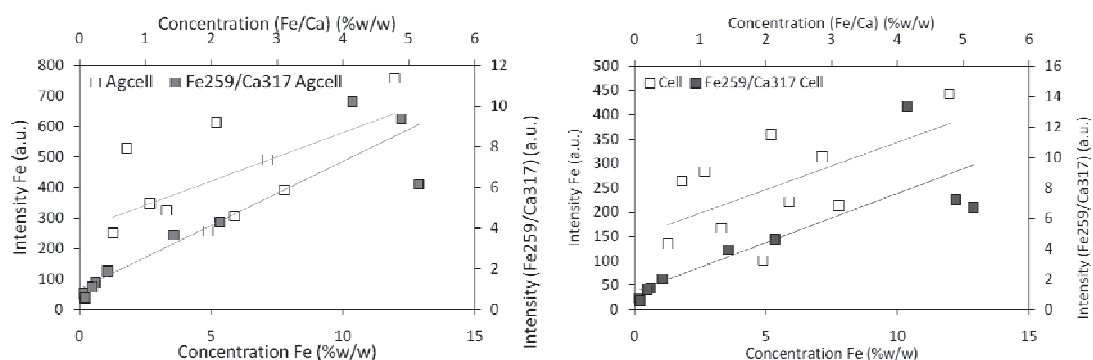 Concentration (Fe/Ca) (%w/w)
0 1 2 3 4 5 6
800
700
600
500
400
300
200
100
0
Agcell Fe259/Ca317 Agcell
12
10
8
6
4
2
0
Intensity Fe (a.u.)
Intensity (Fe259/Ca317) (a.u.)
0 5 10 15
Concentration Fe (%w/w)
Concentration (Fe/Ca) (%w/w)
0 1 2 3 4 5 6
500
450
400
350
300
250
200
150
100
50
0
Cell Fe259/Ca317 Cell
16
14
12
10
8
6
4
2
0
Intensity Fe (a.u.)
Intensity (Fe259/Ca317) (a.u.)
0 5 10 15
Concentration Fe (%w/w)